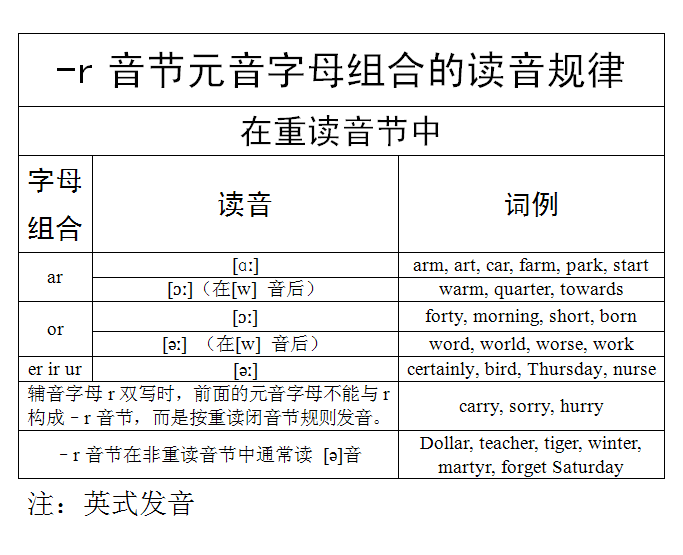 -r 音节元音字母组合的读音规律
在重读音节中
字母
组合
读音
词例
ar
[ɑː]
arm, art, car, farm, park, start
[ɔː]（在[w] 音后）
warm, quarter, towards
or
[ɔː]
forty, morning, short, born
[əː] （在[w] 音后）
word, world, worse, work
er ir ur
[əː]
certainly, bird, Thursday, nurse
辅音字母 r 双写时，前面的元音字母不能与 r
构成－r 音节，而是按重读闭音节规则发音。
carry, sorry, hurry
－r 音节在非重读音节中通常读 [ə]音
Dollar, teacher, tiger, winter,
martyr, forget Saturday
注：英式发音